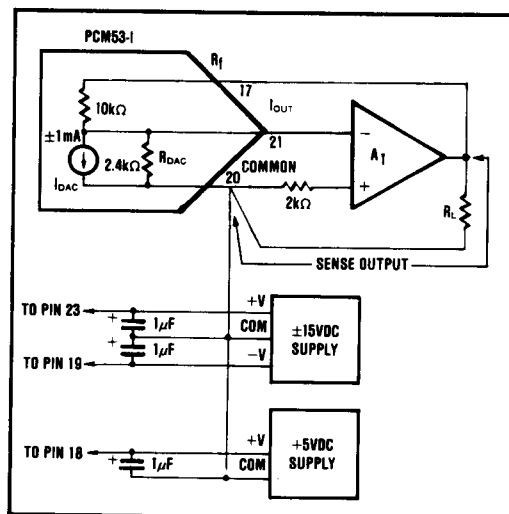 PCM53-I
Rf
17
10kΩ
IOUT
±1mA
21
−
2.4kΩ
RDAC
A1
COMMON
IDAC
20
+
2kΩ
RL
SENSE OUTPUT
TO PIN 23
+V
+
1μF
COM
±15VDC
SUPPLY
+
1μF
TO PIN 19
−V
TO PIN 18
+V
+5VDC
SUPPLY
+
1μF
COM